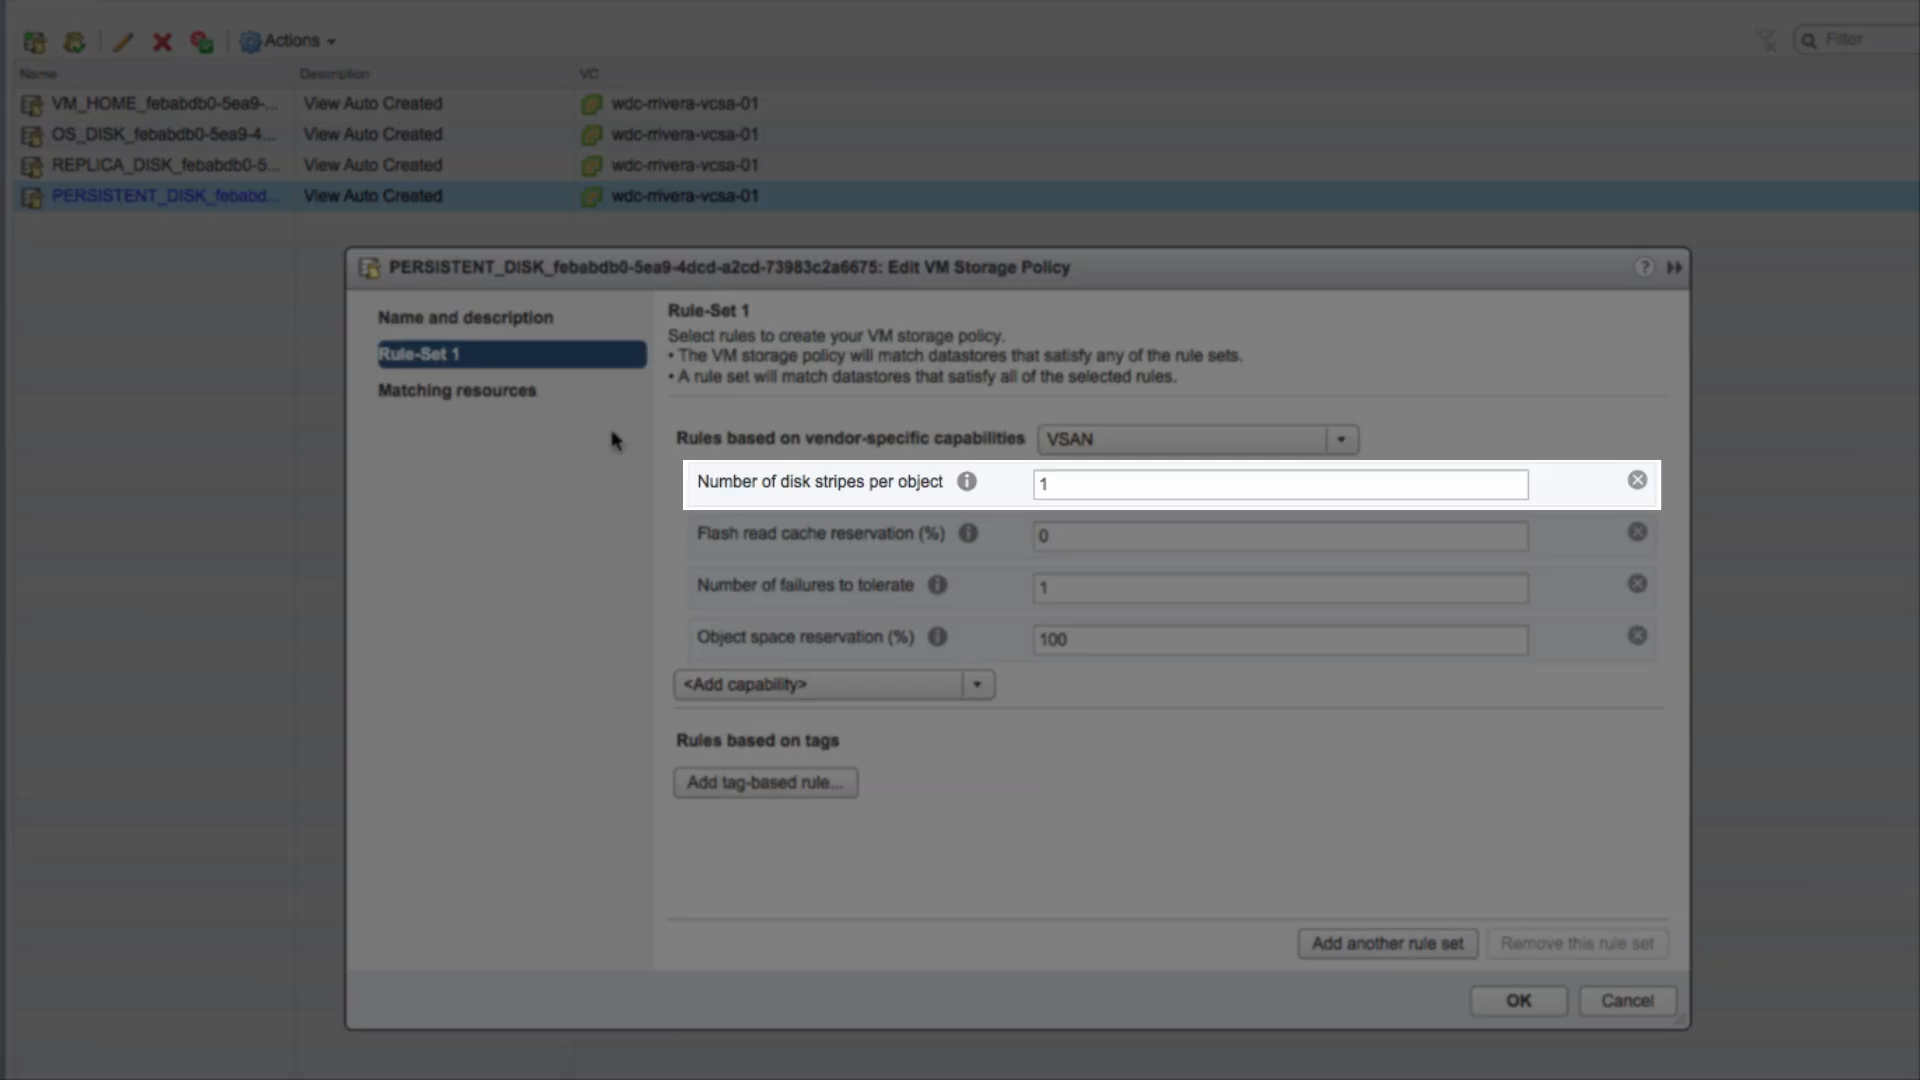 Actions
Filter
Name Description VC
VM_HOME_febabdb0-5ea9-... View Auto Created wdc-rrivera-vcsa-01
OS_DISK_febabdb0-5ea9-4... View Auto Created wdc-rrivera-vcsa-01
REPLICA_DISK_febabdb0-5... View Auto Created wdc-rrivera-vcsa-01
PERSISTENT_DISK_febabd... View Auto Created wdc-rrivera-vcsa-01
PERSISTENT_DISK_febabdb0-5ea9-4dcd-a2cd-73983c2a6675: Edit VM Storage Policy ?
Name and description
Rule-Set 1
Matching resources
Rule-Set 1
Select rules to create your VM storage policy.
• The VM storage policy will match datastores that satisfy any of the rule sets.
• A rule set will match datastores that satisfy all of the selected rules.
Rules based on vendor-specific capabilities VSAN
Number of disk stripes per object 1
Flash read cache reservation (%) 0
Number of failures to tolerate 1
Object space reservation (%) 100
<Add capability>
Rules based on tags
Add tag-based rule...
Add another rule set Remove this rule set
OK Cancel